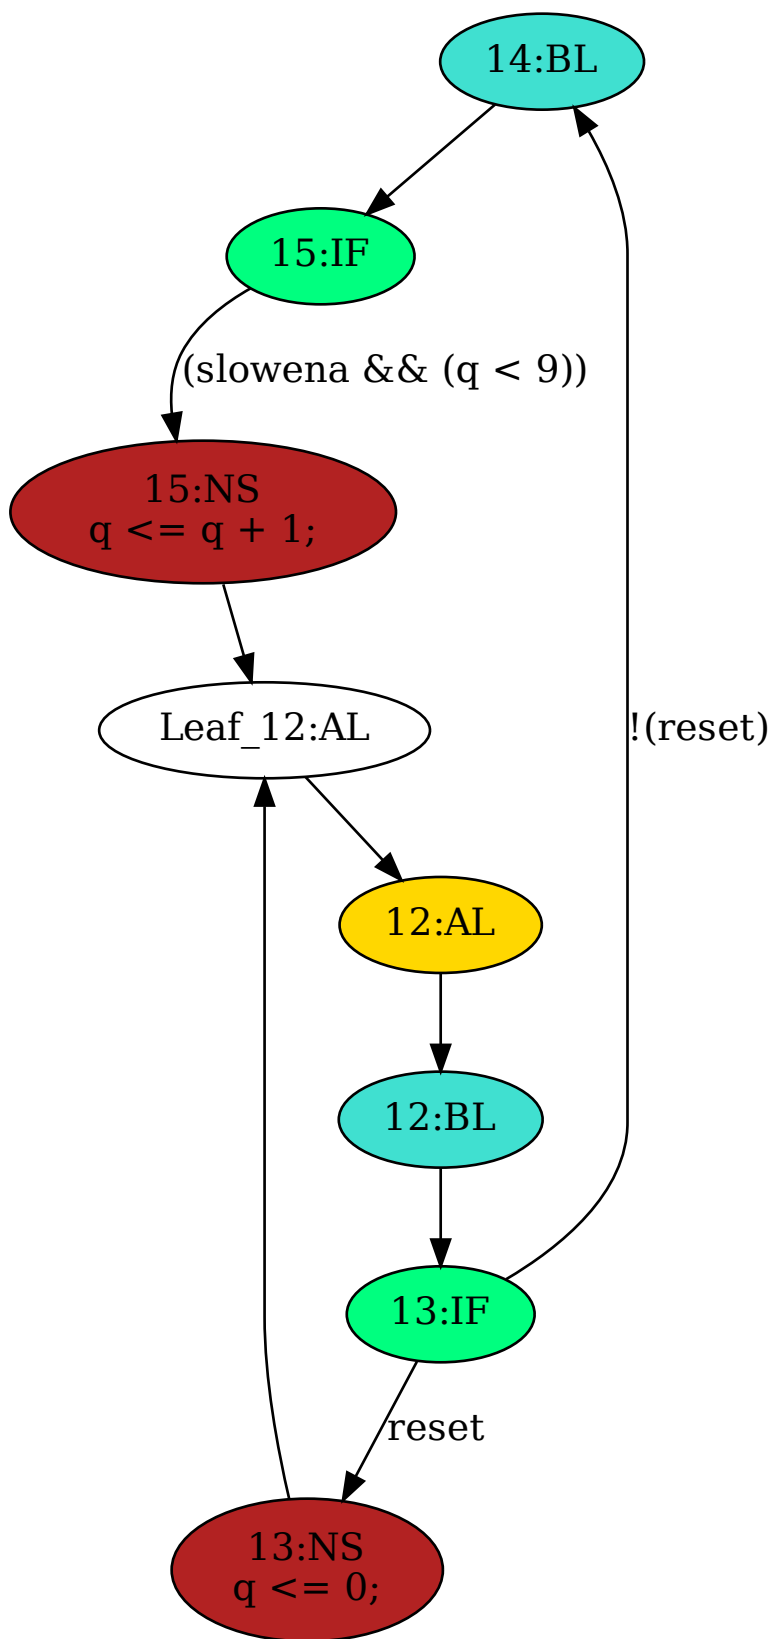 14:BL
15:IF
(slowena && (q < 9))
15:NS
q <= q + 1;
Leaf_12:AL
!(reset)
12:AL
12:BL
13:IF
reset
13:NS
q <= 0;